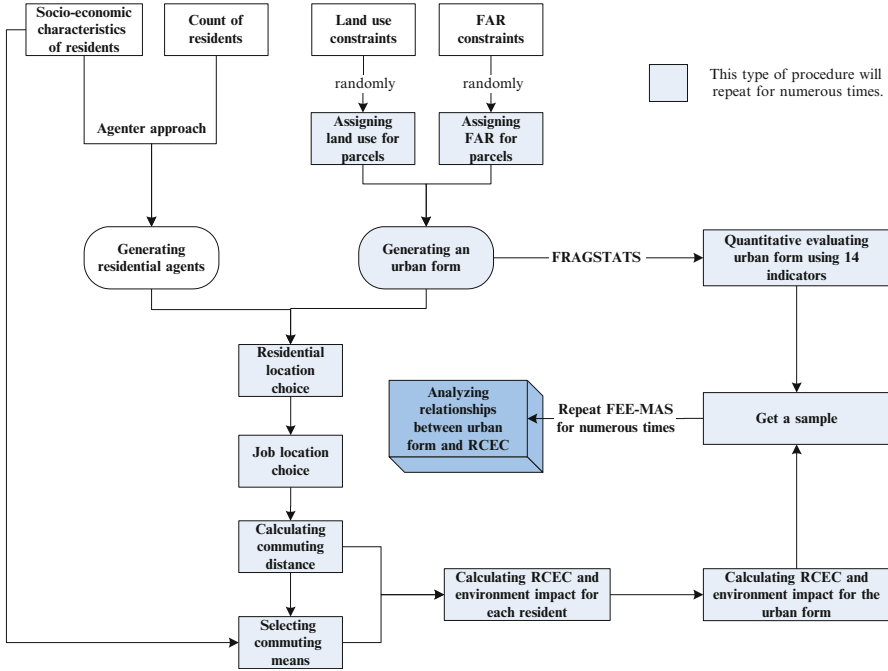 Socio-economic
characteristics
of residents
Count of
residents
Land use
constraints
FAR
constraints
This type of procedure will
repeat for numerous times.
randomly
randomly
Agenter approach
Assigning
land use for
parcels
Assigning
FAR for
parcels
Generating
residential agents
Generating an
urban form
FRAGSTATS
Quantitative evaluating
urban form using 14
indicators
Residential
location
choice
Analyzing
relationships
between urban
form and RCEC
Repeat FEE-MAS
for numerous times
Get a sample
Job location
choice
Calculating
commuting
distance
Calculating RCEC and
environment impact for
each resident
Calculating RCEC and
environment impact for the
urban form
Selecting
commuting
means